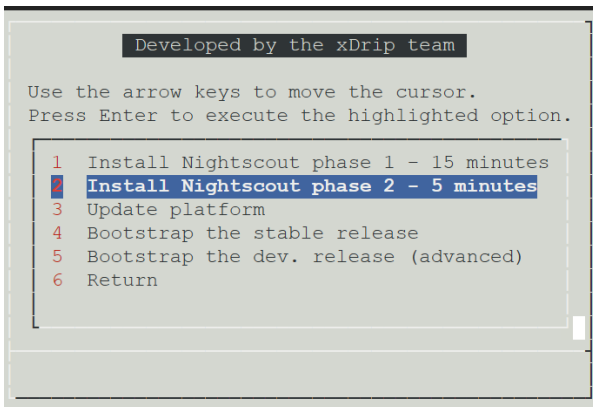 Developed by the xDrip team
Use the arrow keys to move the cursor.
Press Enter to execute the highlighted option.
1 Install Nightscout phase 1 - 15 minutes
2 Install Nightscout phase 2 - 5 minutes
3 Update platform
4 Bootstrap the stable release
5 Bootstrap the dev. release (advanced)
6 Return